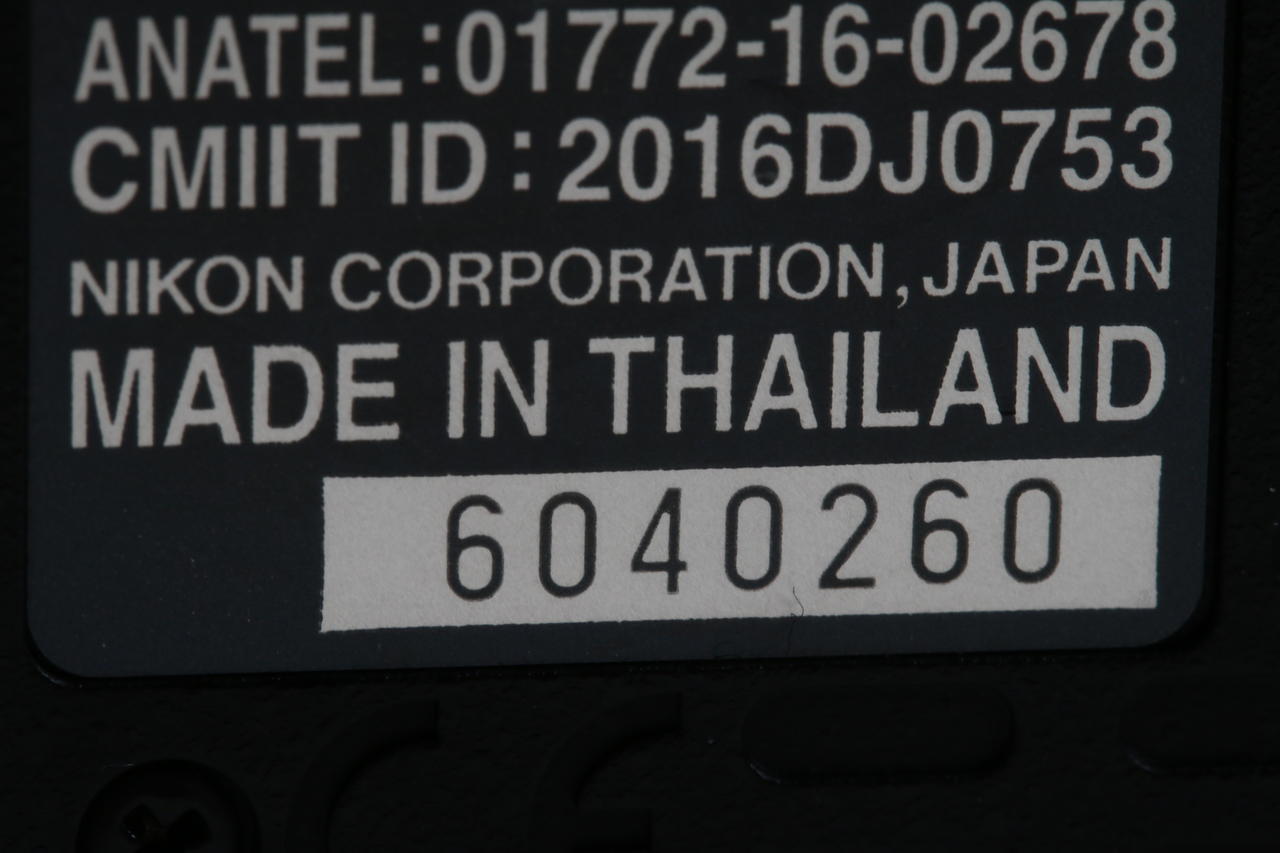 ANATEL:01772-16-02678
CMIIT ID:2016DJ0753
NIKON CORPORATION, JAPAN
MADE IN THAILAND
6040260